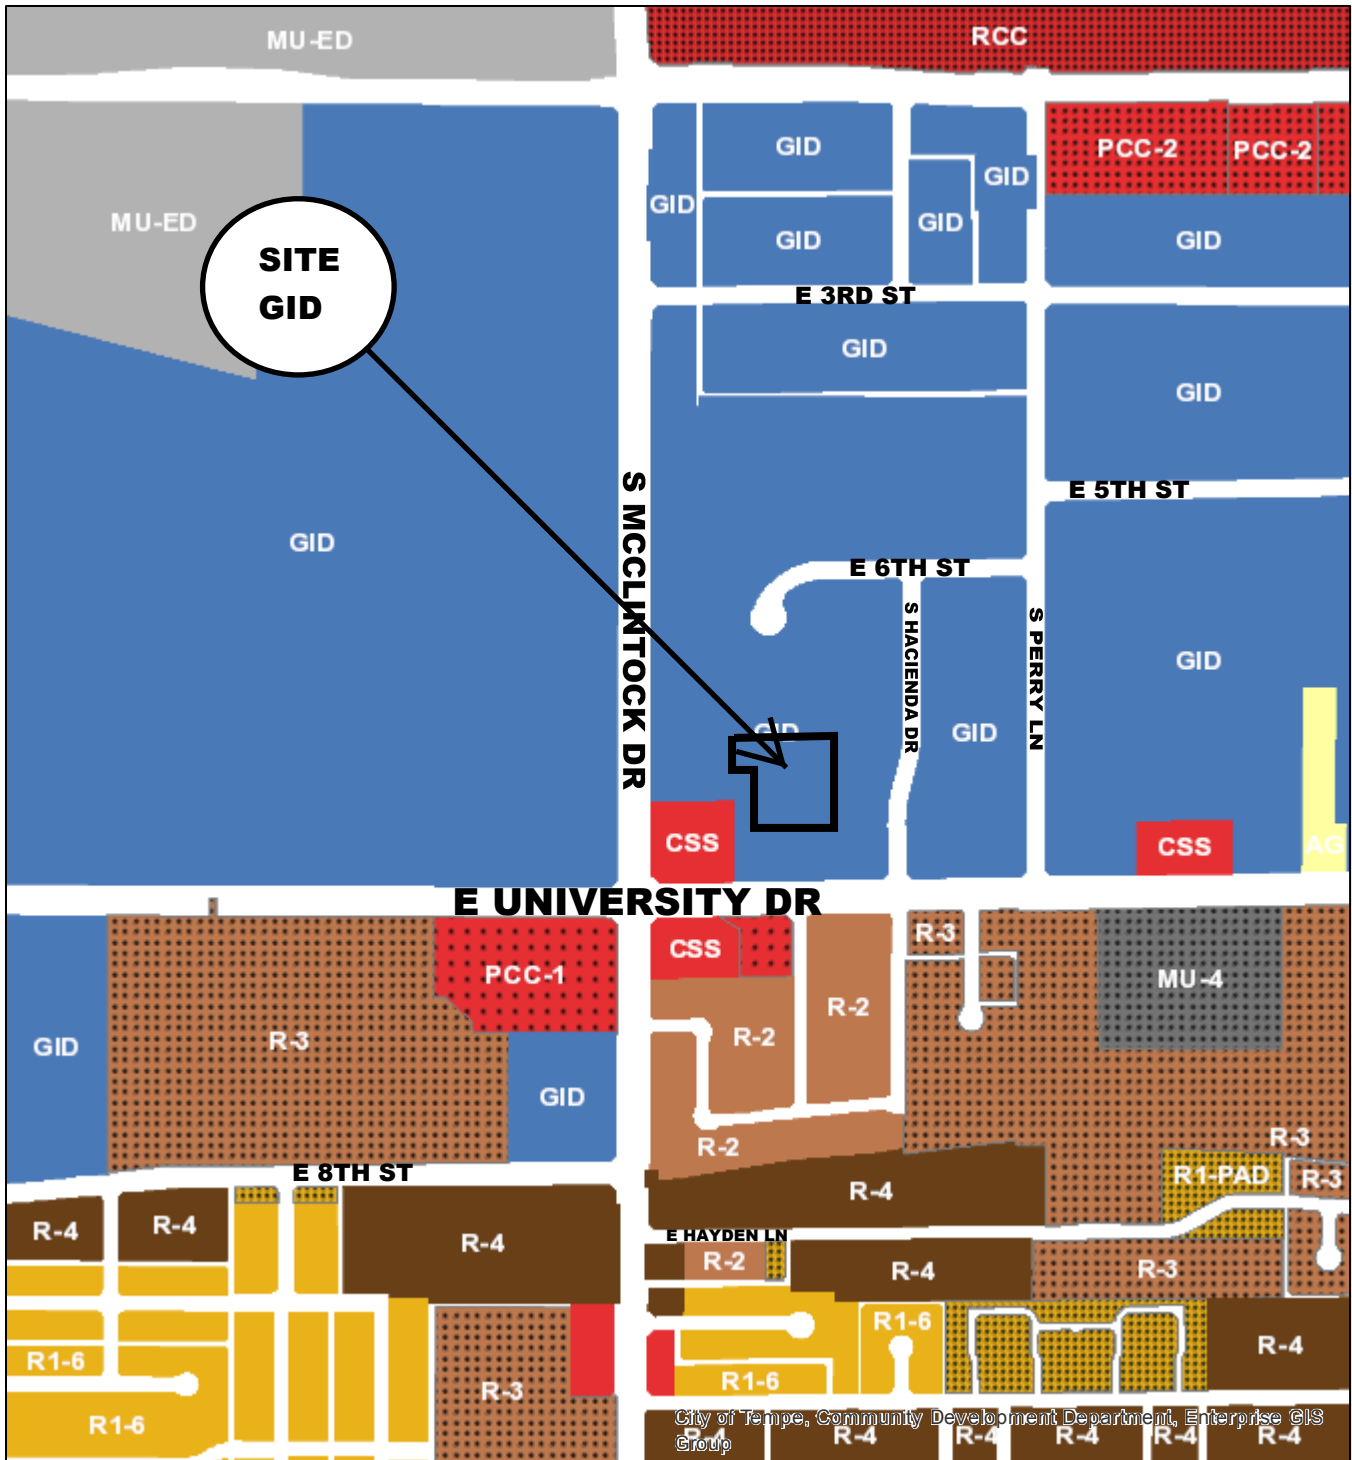 MU-ED
RCC
MU-ED
GID
GID
GID
GID
GID
GID
PCC-2
PCC-2
GID
SITE
GID
E 3RD ST
GID
GID
GID
S MCCLINTOCK DR
E 5TH ST
E 6TH ST
S HACIENDA DR
S PERRY LN
GID
GID
GID
CSS
CSS
AG
E UNIVERSITY DR
GID
R-3
PCC-1
GID
CSS
R-2
R-2
R-2
R-3
MU-4
R-3
E 8TH ST
R-4
R1-PAD
R-3
R-4
R-4
R-4
E HAYDEN LN
R-2
R-4
R-3
R1-6
R1-6
R-3
R1-6
R1-6
R-4
City of Tempe, Community Development Department, Enterprise GIS
Group
R-4
R-4
R-4
R-4
R-4
R-4